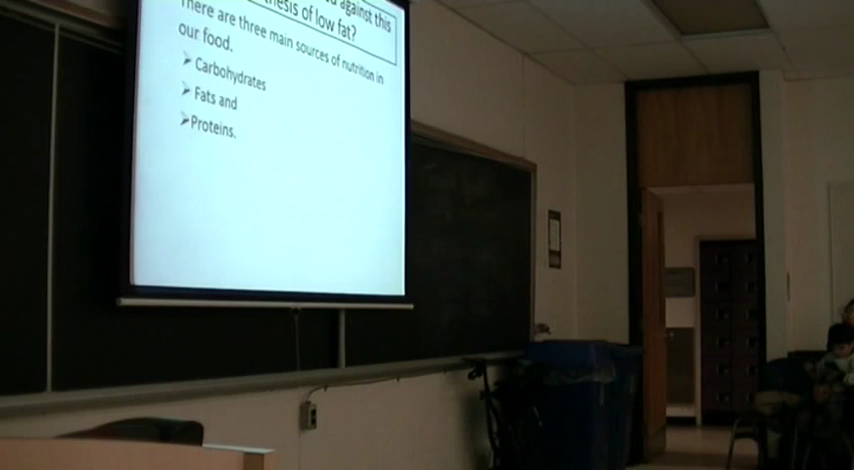 against this
thesis of low fat?
There are three main sources of nutrition in
our food.
➢ Carbohydrates
➢ Fats and
➢ Proteins.